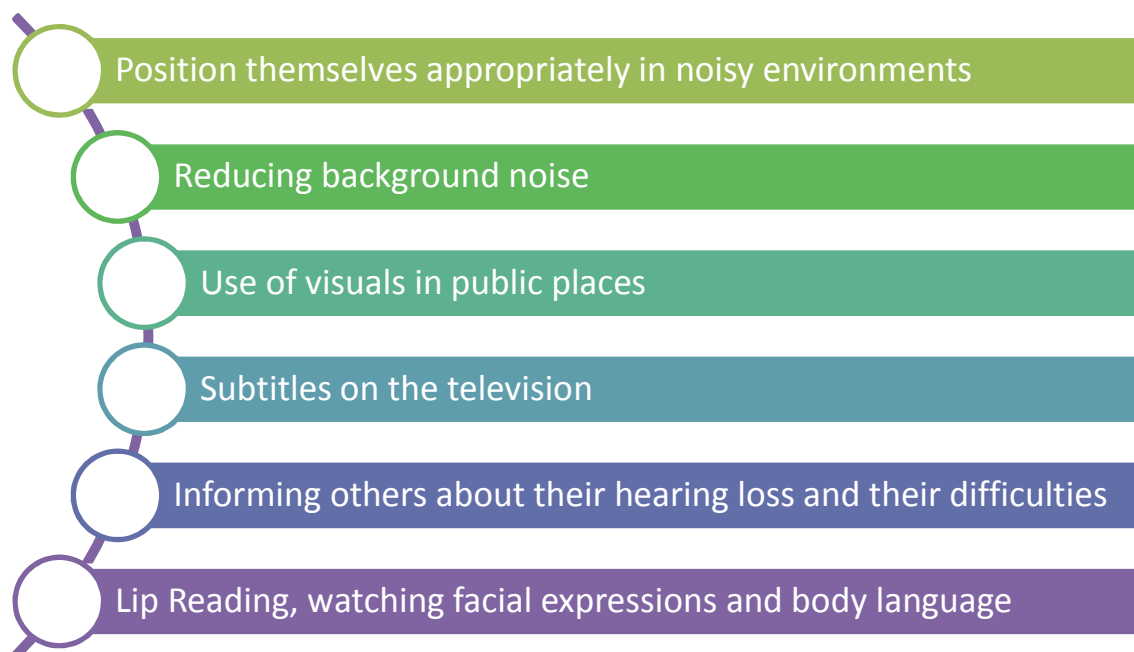 Position themselves appropriately in noisy environments
Reducing background noise
Use of visuals in public places
Subtitles on the television
Informing others about their hearing loss and their difficulties
Lip Reading, watching facial expressions and body language